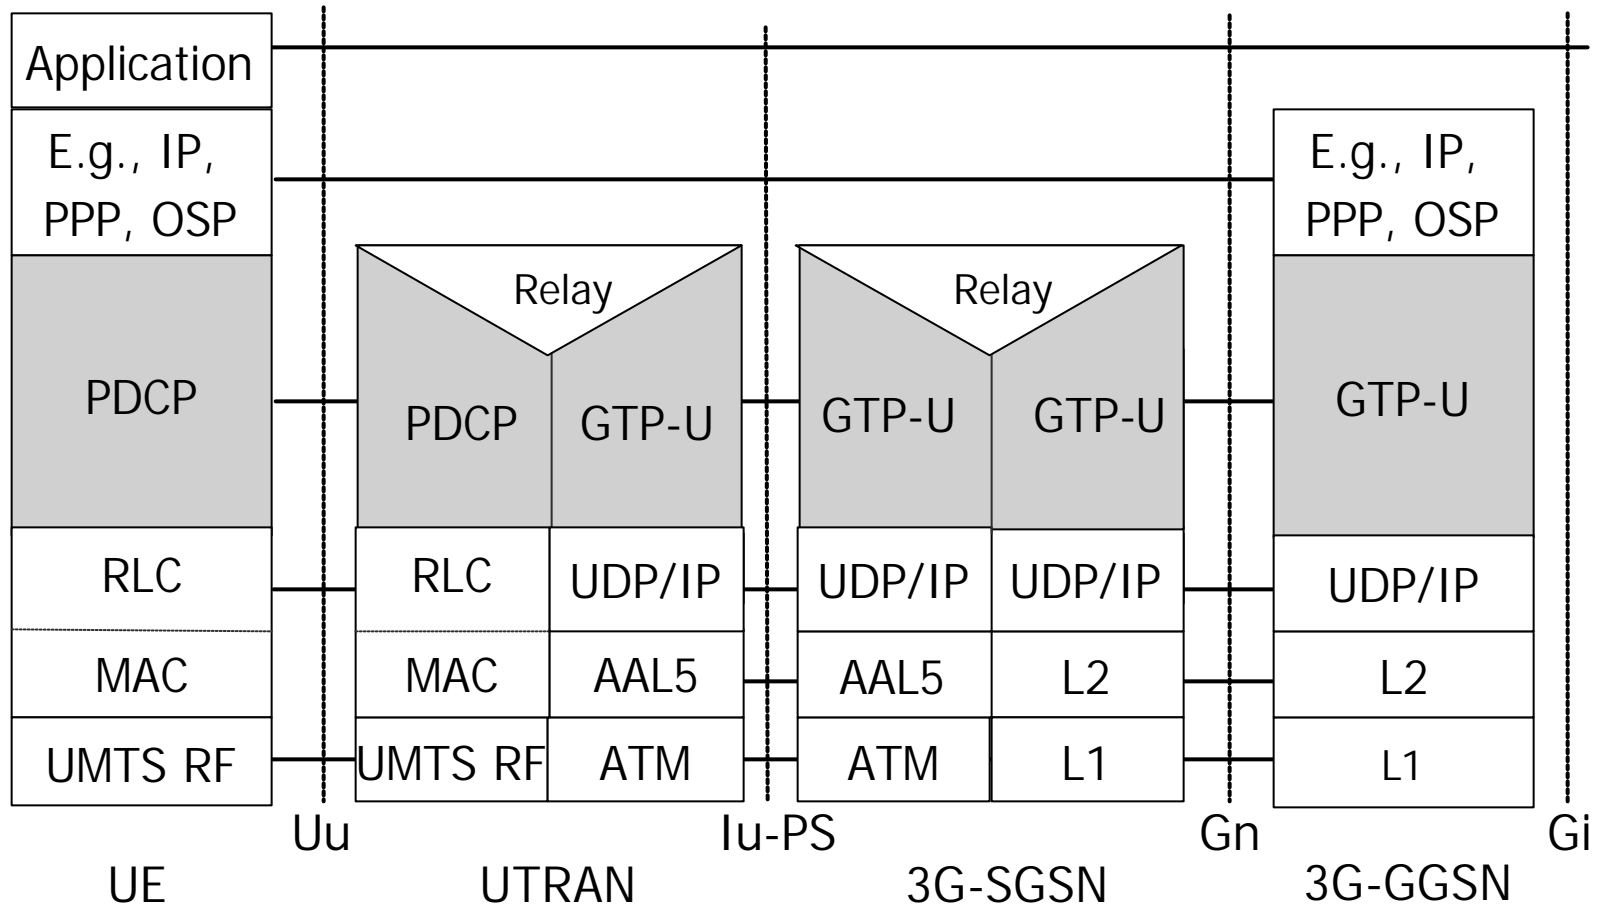 Application
E.g., IP,
PPP, OSP
E.g., IP,
PPP, OSP
Relay
Relay
PDCP
PDCP
GTP-U
GTP-U
GTP-U
GTP-U
RLC
RLC
UDP/IP
UDP/IP
UDP/IP
UDP/IP
MAC
MAC
AAL5
AAL5
L2
L2
UMTS RF
UMTS RF
ATM
ATM
L1
L1
Uu
Iu-PS
Gn
Gi
UE
UTRAN
3G-SGSN
3G-GGSN